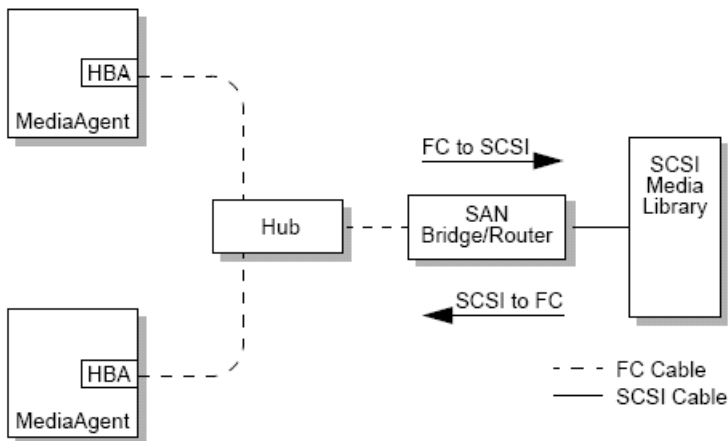 HBA
MediaAgent
FC to SCSI
SCSI
Media
Library
Hub
SAN
Bridge/Router
SCSI to FC
HBA
MediaAgent
FC Cable
SCSI Cable